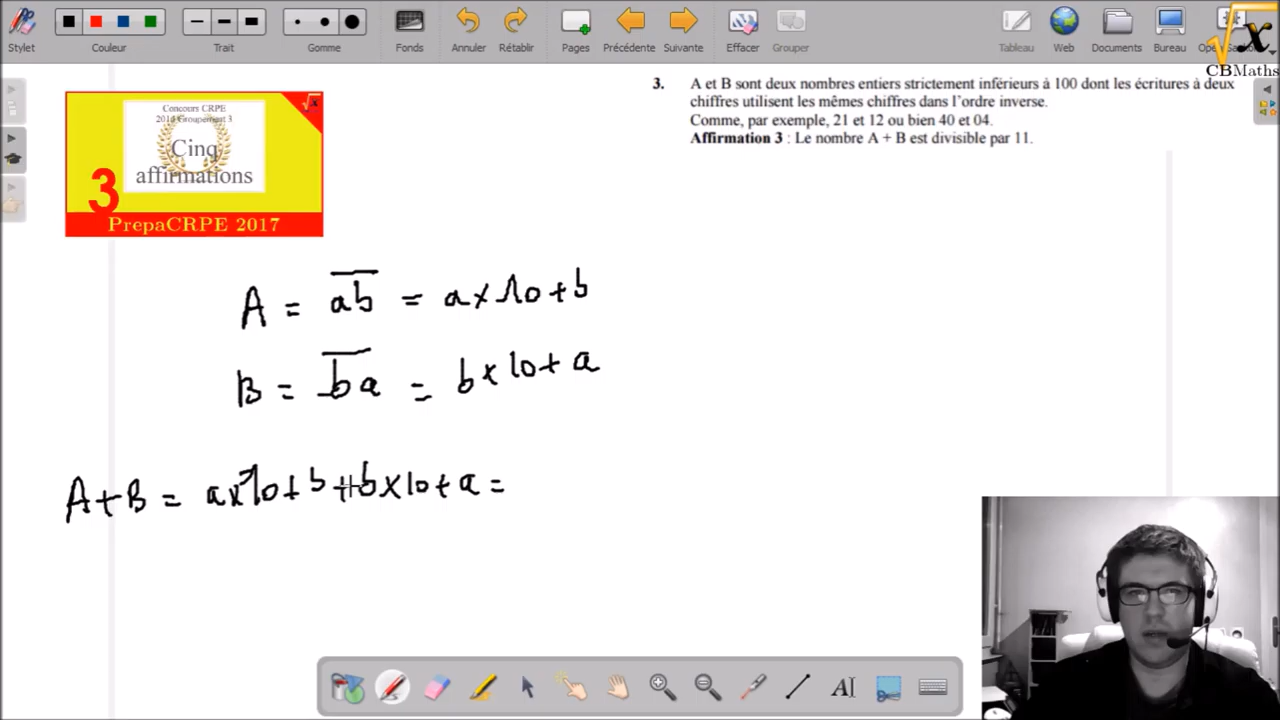 Stylet
Couleur
Trait
Gomme
Fonds
Annuler
Rétablir
Pages
Précédente
Suivante
Effacer
Grouper
Tableau
Web
Documents
Bureau
√x
CBMaths
3. A et B sont deux nombres entiers strictement inférieurs à 100 dont les écritures à deux
chiffres utilisent les mêmes chiffres dans l'ordre inverse.
Comme, par exemple, 21 et 12 ou bien 40 et 04.
Affirmation 3 : Le nombre A + B est divisible par 11.
√x
Concours CRPE
Groupement 3
Cinq
affirmations
3
PrepaCRPE 2017
A = ab = a × 10 + b
B = ba = b × 10 + a
A + B = a × 10 + b + b × 10 + a =
AI